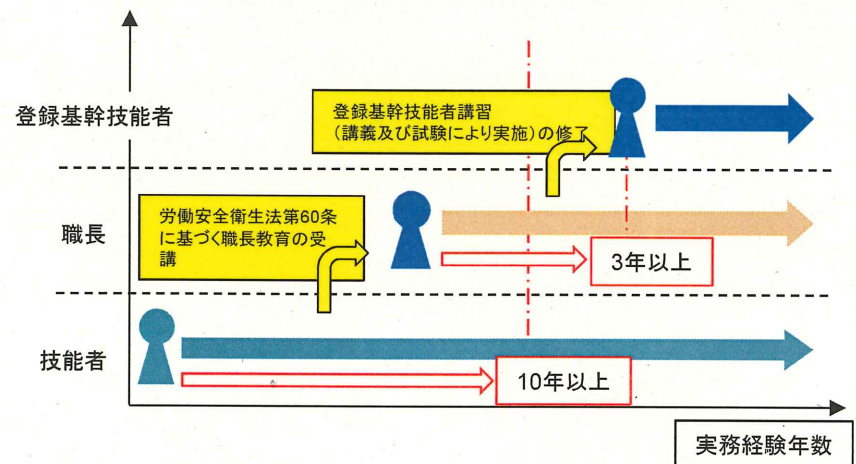 登録基幹技能者
登録基幹技能者講習
（講義及び試験により実施）の修了
職長
労働安全衛生法第60条
に基づく職長教育の受
講
3年以上
技能者
10年以上
実務経験年数